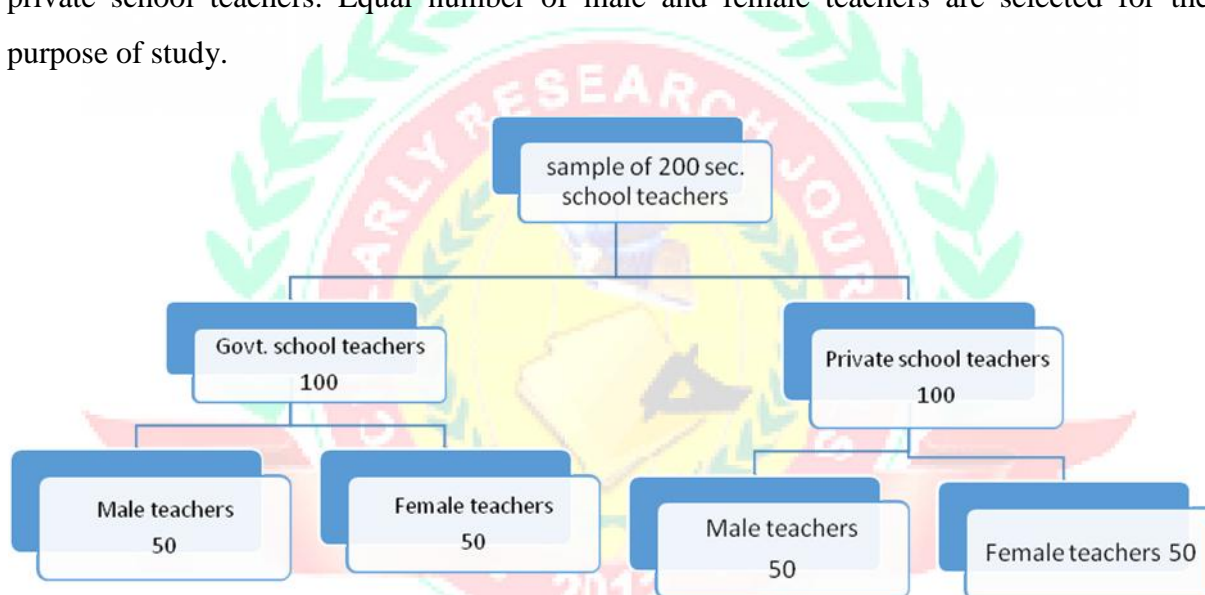 private school teachers. Equal number of male and female teachers are selected for the
purpose of study.
sample of 200 sec.
school teachers
Govt. school teachers
100
Private school teachers
100
Male teachers
50
Female teachers
50
Male teachers
50
Female teachers 50
RESEARCH JOUR